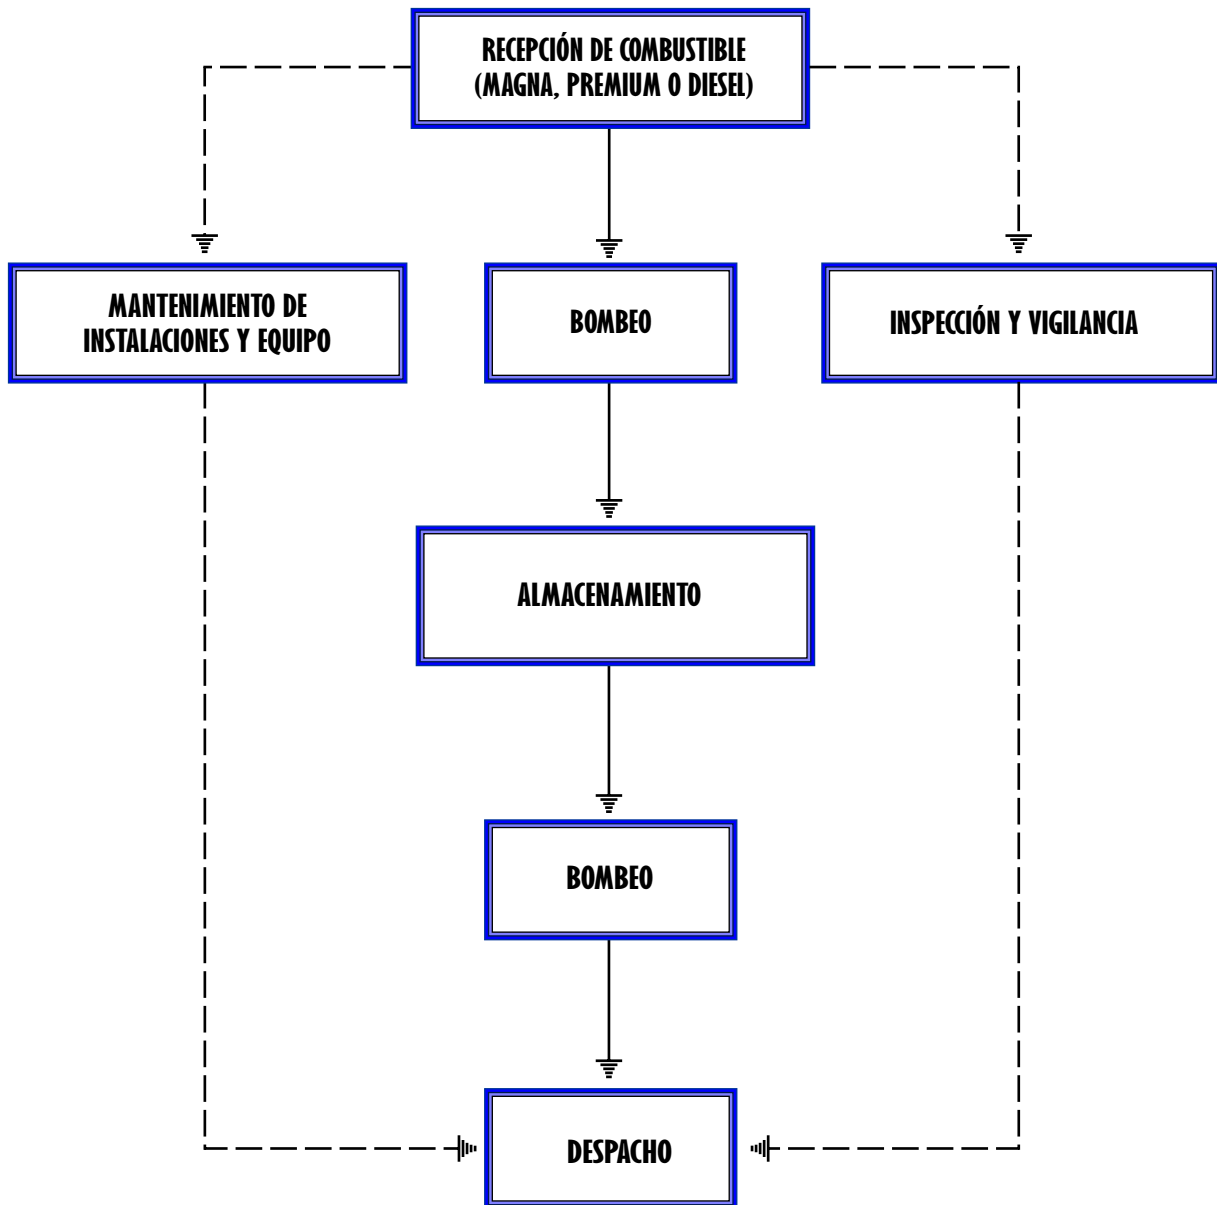 RECEPCIÓN DE COMBUSTIBLE
(MAGNA, PREMIUM O DIESEL)
MANTENIMIENTO DE
INSTALACIONES Y EQUIPO
BOMBEO
INSPECCIÓN Y VIGILANCIA
ALMACENAMIENTO
BOMBEO
DESPACHO